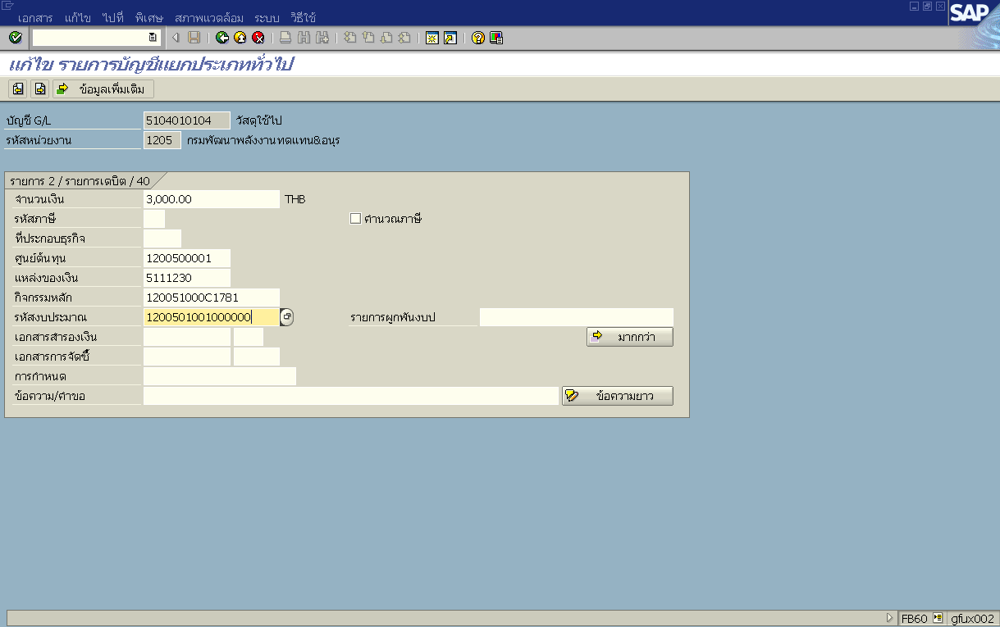 เอกสาร แก้ไข ไปที่ พิเศษ สภาพแวดล้อม ระบบ วิธีใช้
SAP
แก้ไข รายการบัญชีแยกประเภททั่วไป
ข้อมูลเพิ่มเติม
บัญชี G/L 5104010104 วัสดุใช้ไป
รหัสหน่วยงาน 1205 กรมพัฒนาพลังงานทดแทน&อนุร
รายการ 2 / รายการเดบิต / 40
จำนวนเงิน 3,000.00 THB
รหัสภาษี คำนวณภาษี
ที่ประกอบธุรกิจ
ศูนย์ต้นทุน 1200500001
แหล่งของเงิน 5111230
กิจกรรมหลัก 120051000C1781
รหัสงบประมาณ 1200501001000000 รายการผูกพันงบป
เอกสารสำรองเงิน มากกว่า
เอกสารการจัดซื้
การกำหนด
ข้อความ/คำขอ ข้อความยาว
FB60 gfux002